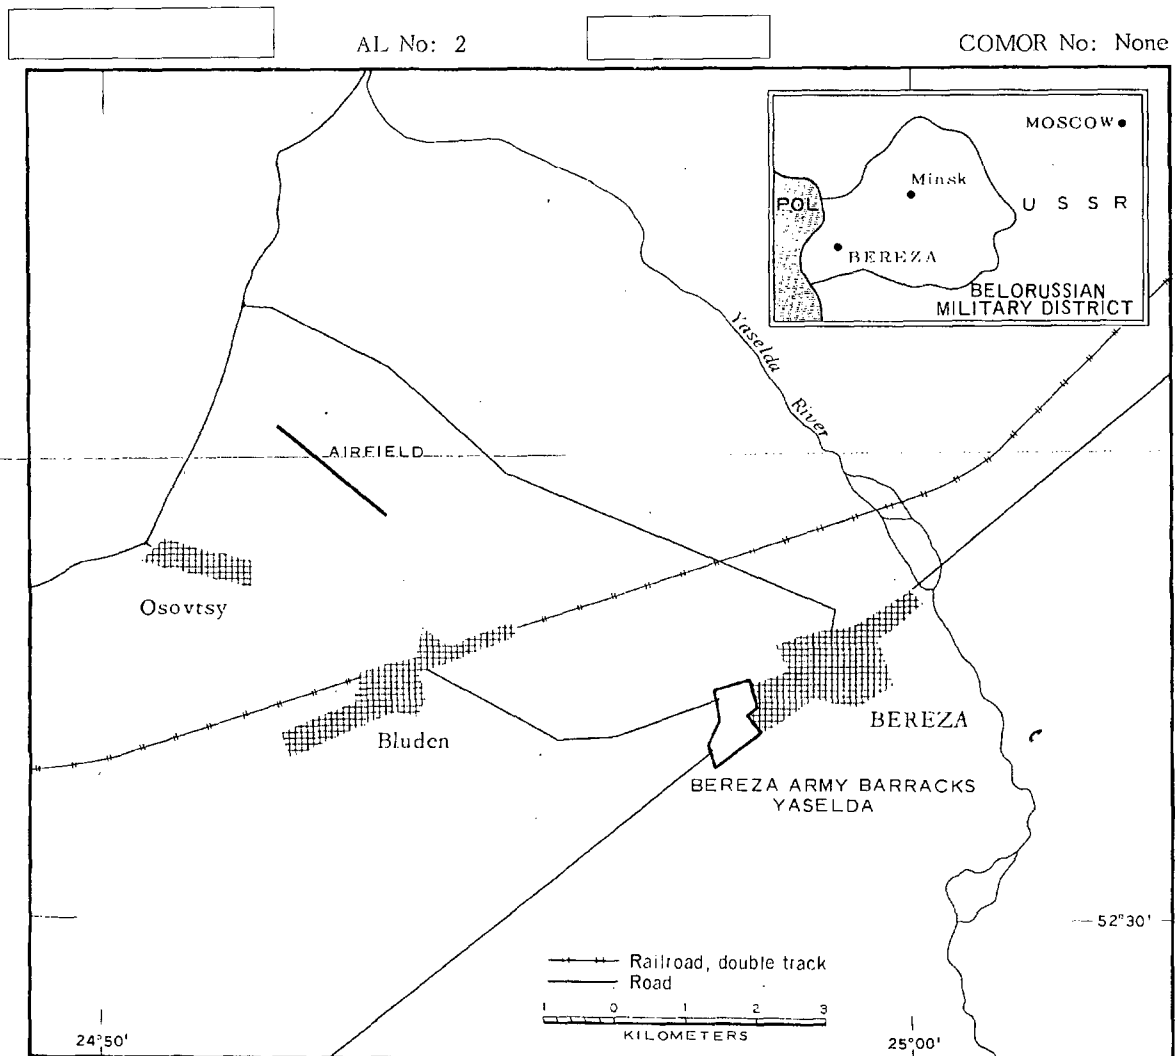 AL No: 2
COMOR No: None
MOSCOW
Minsk
POL
U S S R
BEREZA
BELORUSSIAN
MILITARY DISTRICT
Yaselda
River
AIRFIELD
Osovtsy
Bluden
BEREZA
BEREZA ARMY BARRACKS
YASELDA
52°30'
Railroad, double track
Road
1 0 1 2 3
KILOMETERS
24°50'
25°00'